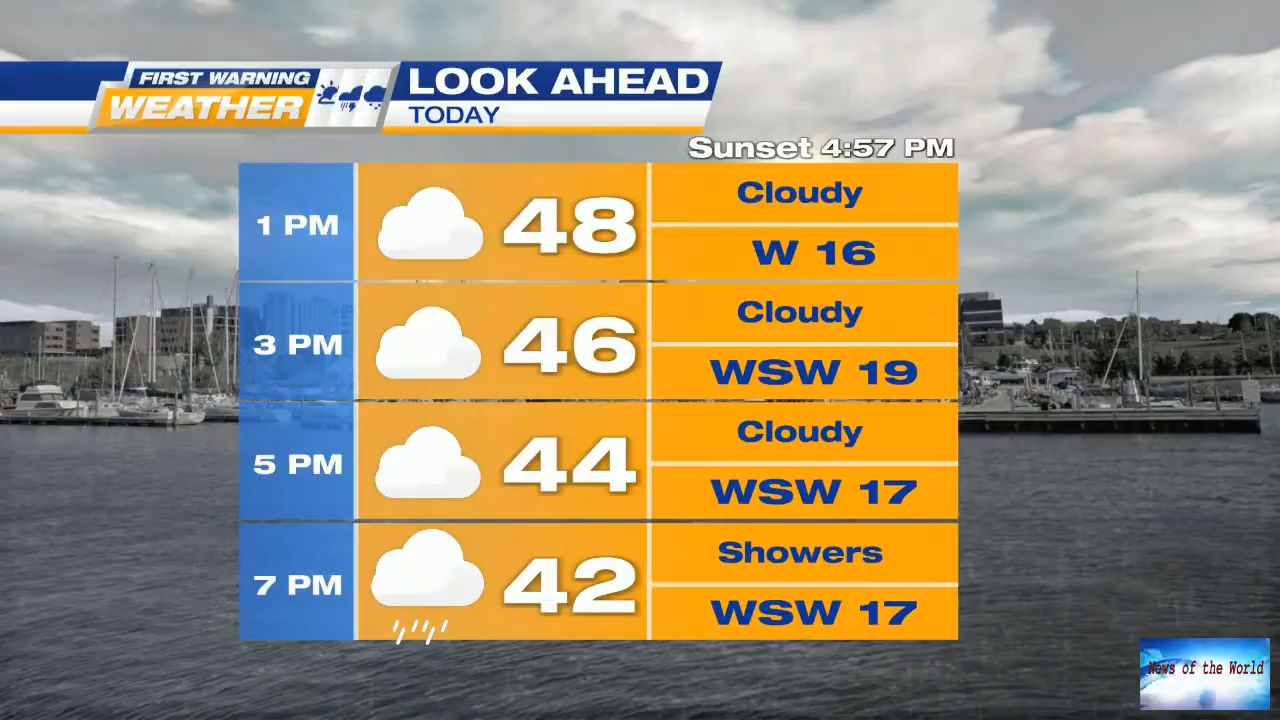 FIRST WARNING
WEATHER
LOOK AHEAD
TODAY
Sunset 4:57 PM
1 PM
48
Cloudy
W 16
3 PM
46
Cloudy
WSW 19
5 PM
44
Cloudy
WSW 17
7 PM
42
Showers
WSW 17
News of the World